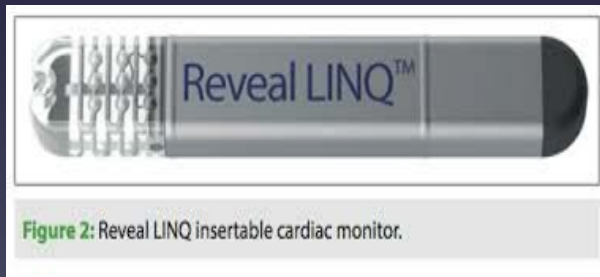 Reveal LINQ™
Figure 2: Reveal LINQ insertable cardiac monitor.